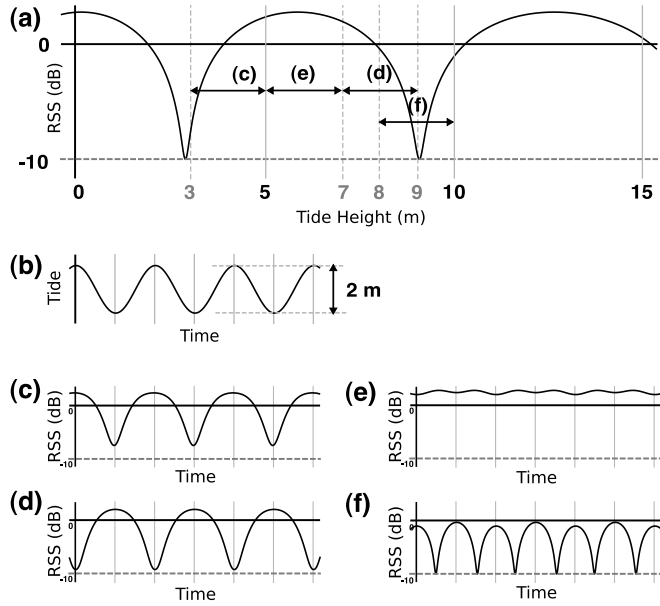 (a)
0
RSS (dB)
-10
(c)
(e)
(d)
(f)
0
3
5
7
8
9
10
15
Tide Height (m)
(b)
Tide
2 m
Time
(c)
RSS (dB)
0
-10
Time
(e)
RSS (dB)
0
-10
Time
(d)
RSS (dB)
0
-10
Time
(f)
RSS (dB)
0
-10
Time